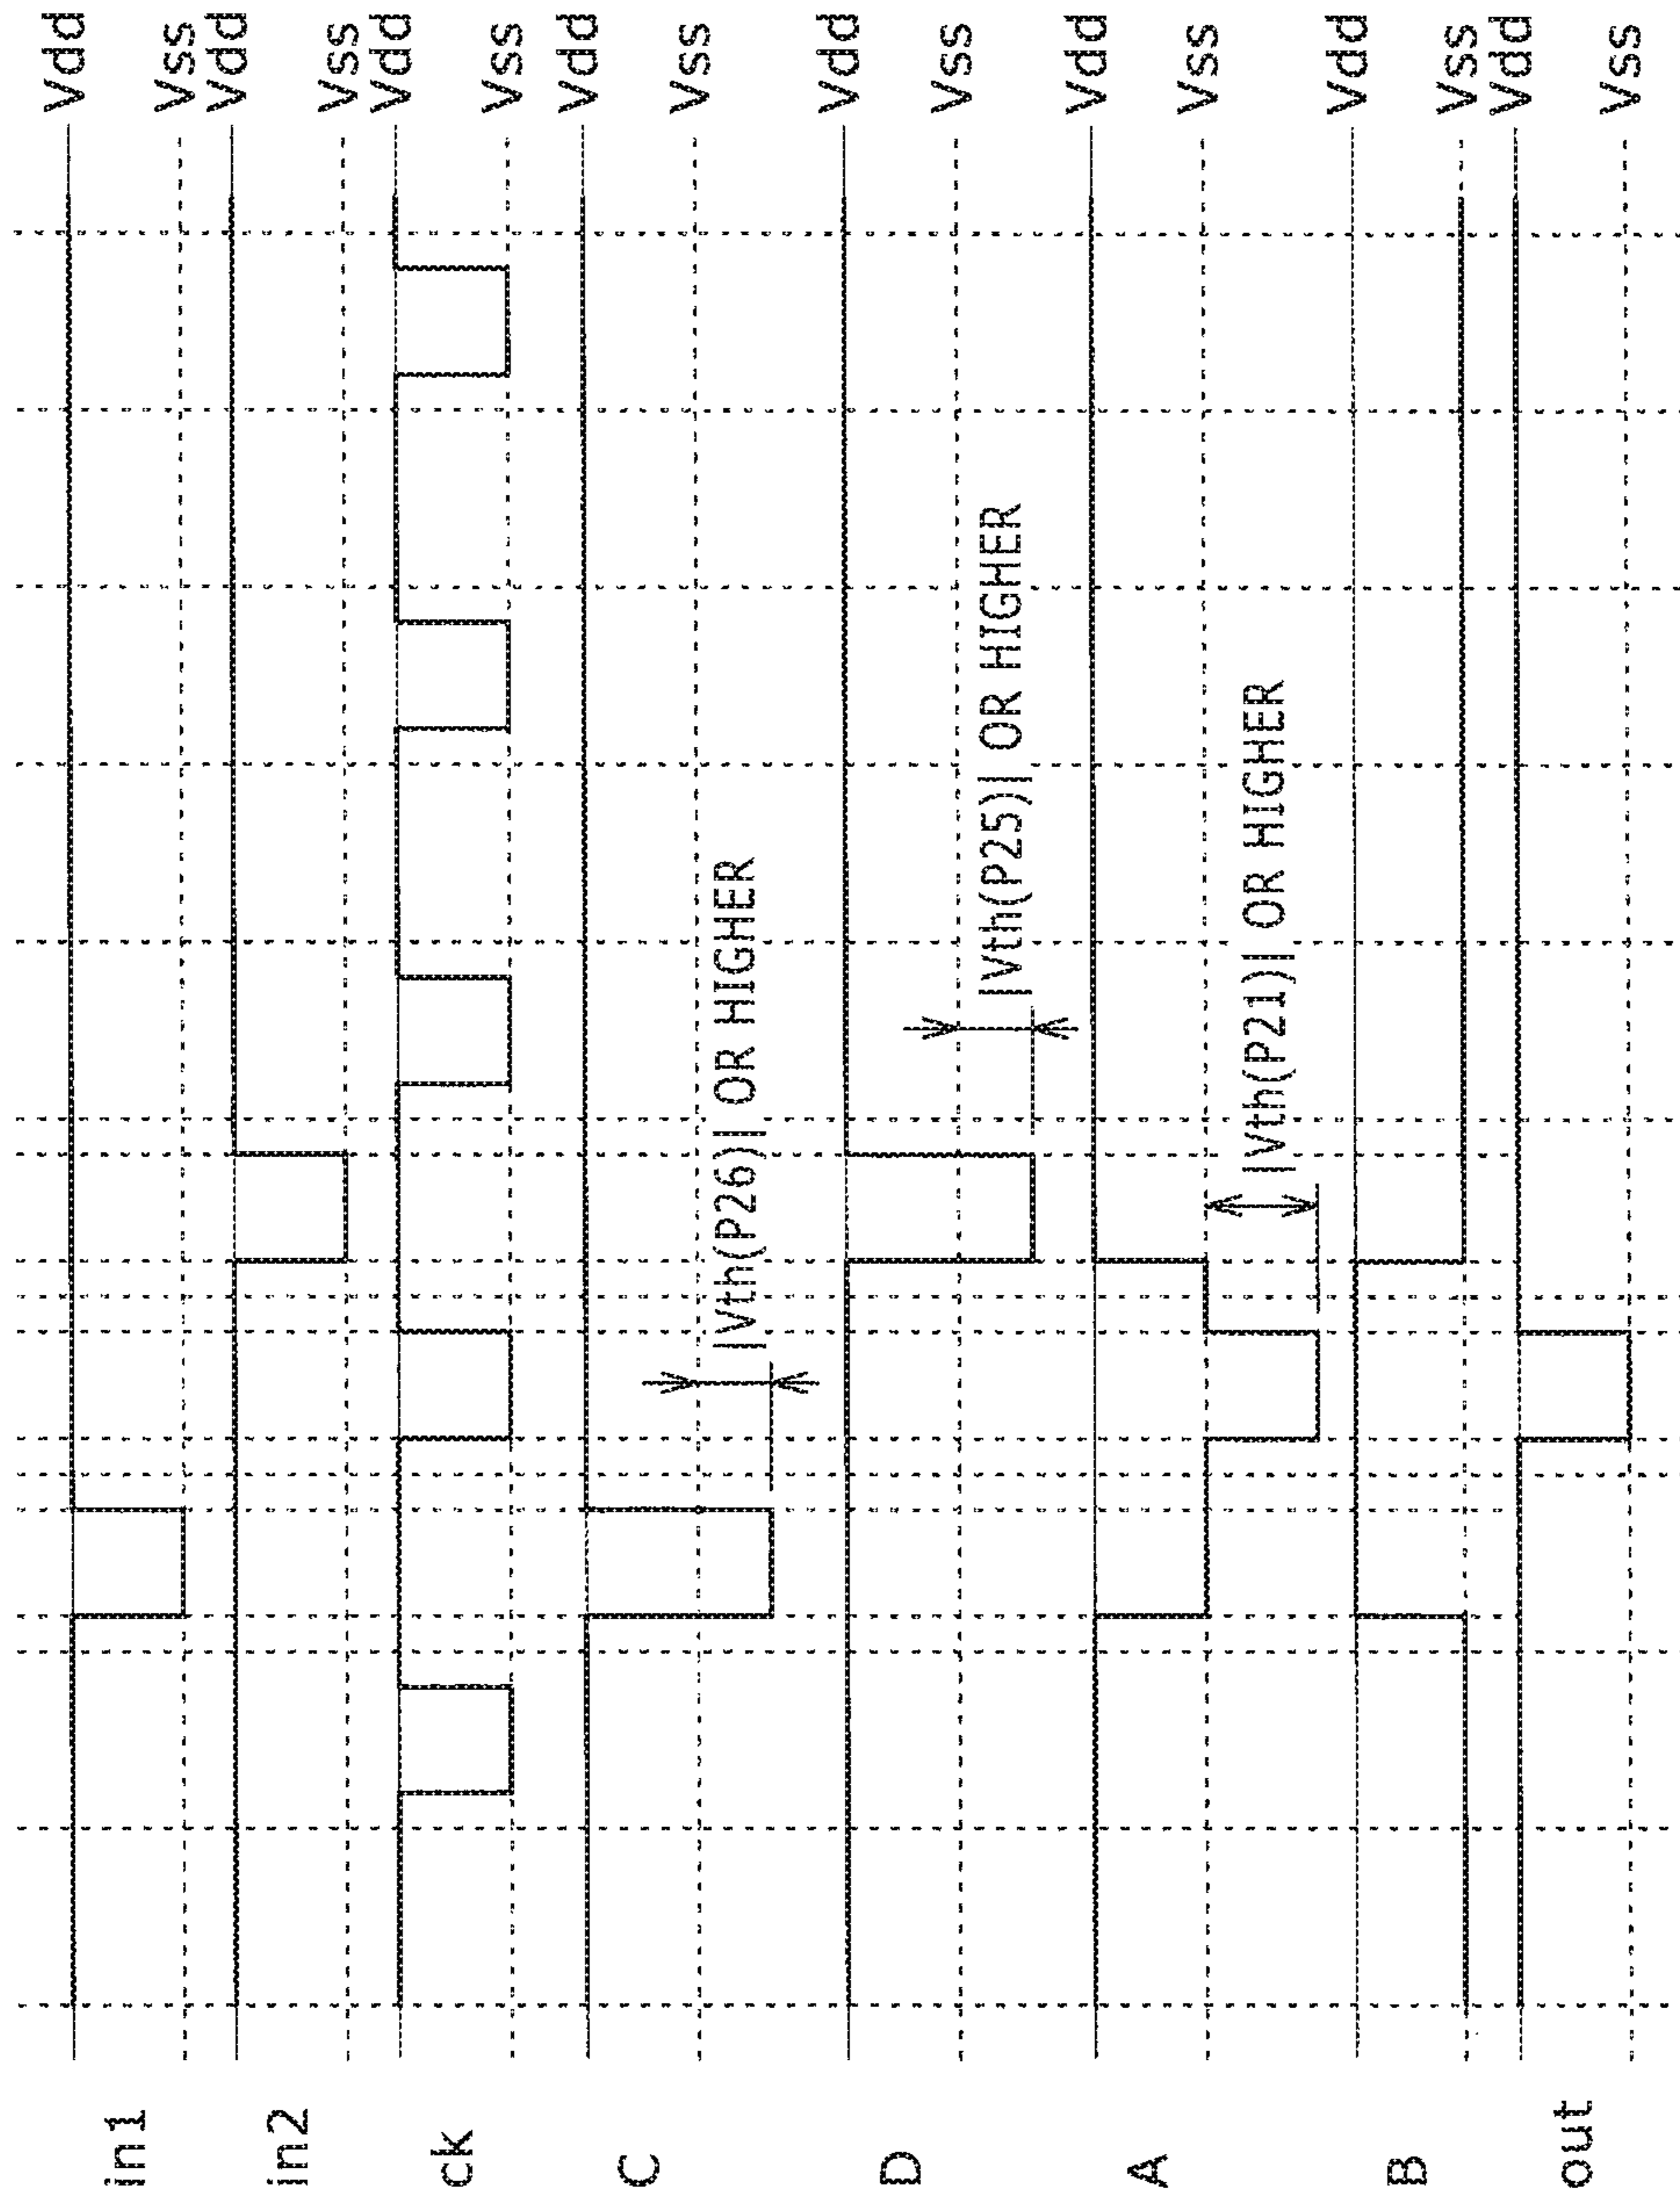 in1
Vdd
Vss
in2
Vdd
Vss
ck
Vdd
Vss
C
Vdd
Vss
|Vth(P26)| OR HIGHER
D
Vdd
Vss
|Vth(P25)| OR HIGHER
A
Vdd
Vss
|Vth(P21)| OR HIGHER
B
Vdd
Vss
out
Vdd
Vss